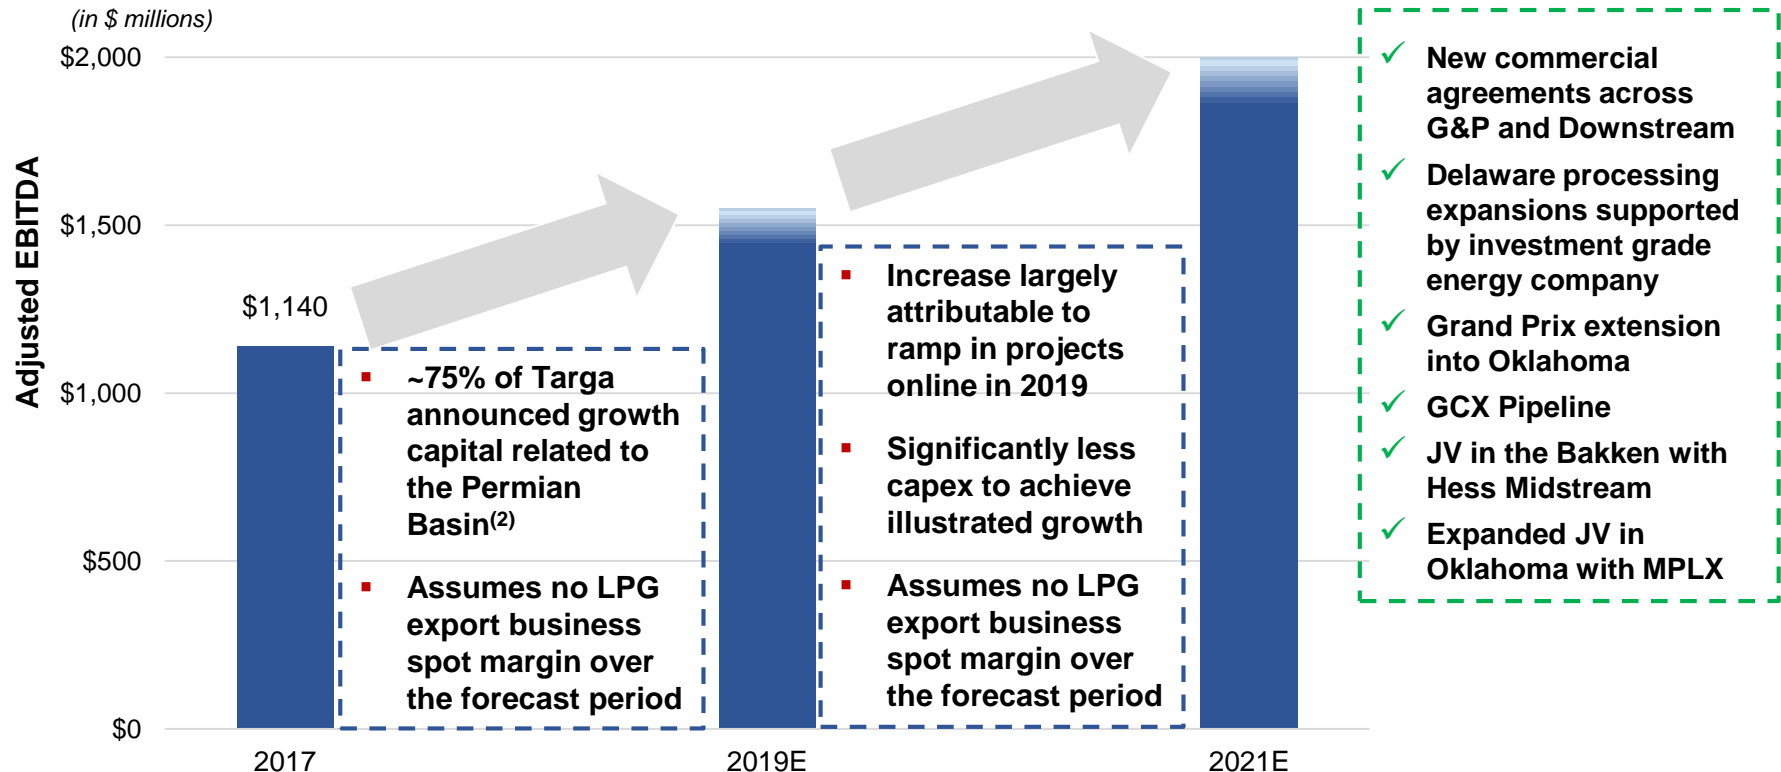 (in $ millions)
Adjusted EBITDA
$2,000
$1,500
$1,000
$500
$0
$1,140
▪ ~75% of Targa
announced growth
capital related to
the Permian
Basin(2)
▪ Assumes no LPG
export business
spot margin over
the forecast period
▪ Increase largely
attributable to
ramp in projects
online in 2019
▪ Significantly less
capex to achieve
illustrated growth
▪ Assumes no LPG
export business
spot margin over
the forecast period
2017
2019E
2021E
✓ New commercial
agreements across
G&P and Downstream
✓ Delaware processing
expansions supported
by investment grade
energy company
✓ Grand Prix extension
into Oklahoma
✓ GCX Pipeline
✓ JV in the Bakken with
Hess Midstream
✓ Expanded JV in
Oklahoma with MPLX